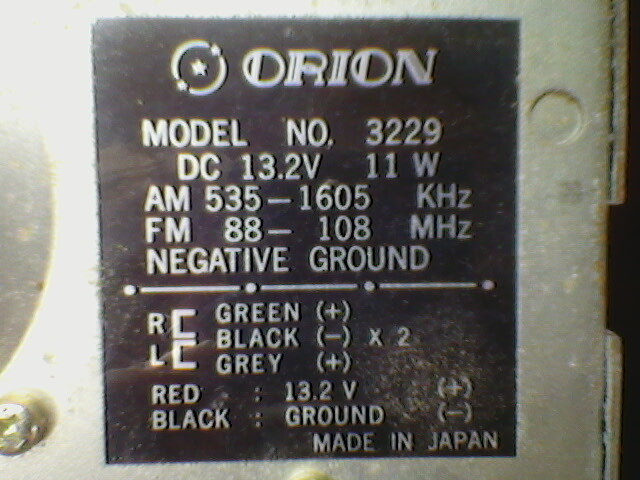 ORION
MODEL NO. 3229
DC 13.2V 11 W
AM 535-1605 KHz
FM 88- 108 MHz
NEGATIVE GROUND
R GREEN (+)
BLACK (-) X 2
L GREY (+)
RED : 13.2 V (+)
BLACK : GROUND (-)
MADE IN JAPAN